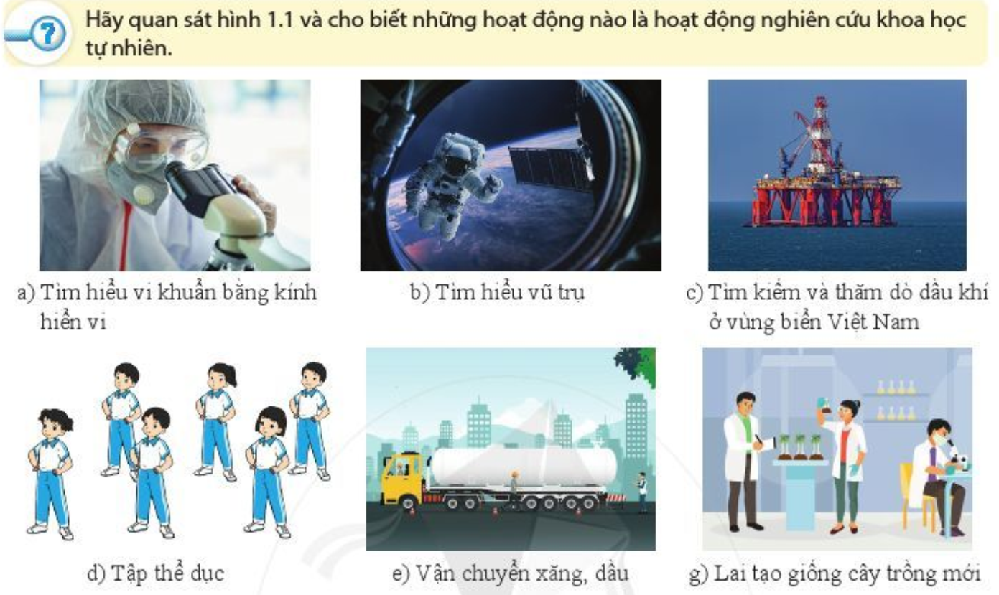 Hãy quan sát hình 1.1 và cho biết những hoạt động nào là hoạt động nghiên cứu khoa học
tự nhiên.
a) Tìm hiểu vi khuẩn bằng kính
hiển vi
b) Tìm hiểu vũ trụ
c) Tìm kiếm và thăm dò dầu khí
ở vùng biển Việt Nam
d) Tập thể dục
e) Vận chuyển xăng, dầu
g) Lai tạo giống cây trồng mới